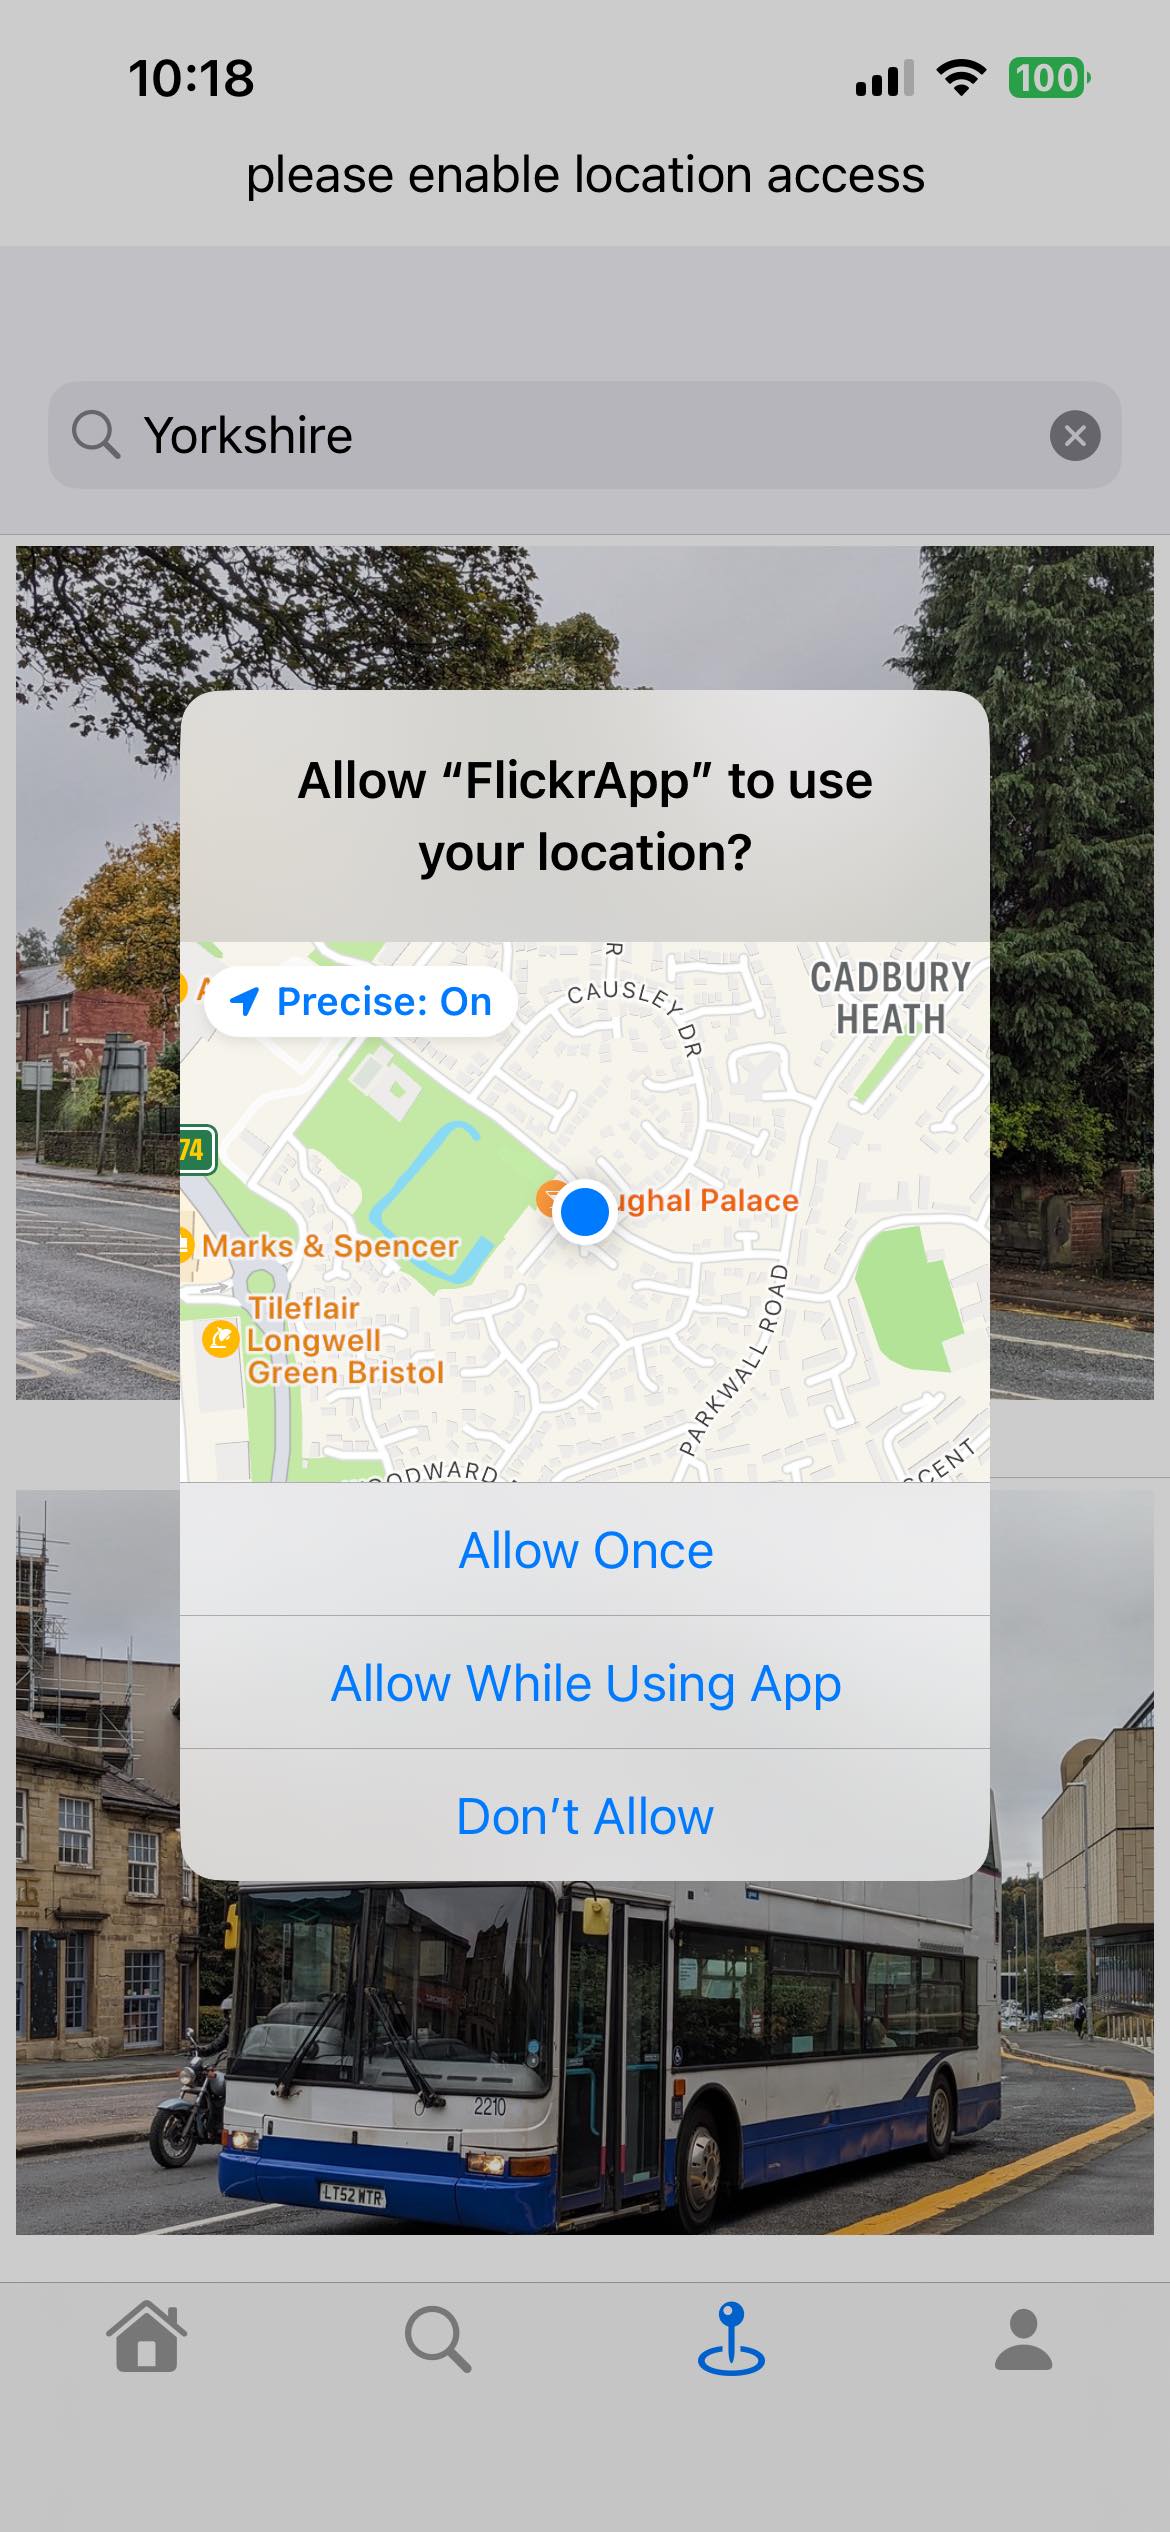 10:18
100
please enable location access
Yorkshire
Allow “FlickrApp” to use
your location?
Precise: On
CAUSLEY DR
CADBURY
HEATH
74
ughal Palace
Marks & Spencer
Tileflair
Longwell
Green Bristol
PARKWALL ROAD
OODWARD
SCENT
Allow Once
Allow While Using App
Don’t Allow
2210
LT52 WTR